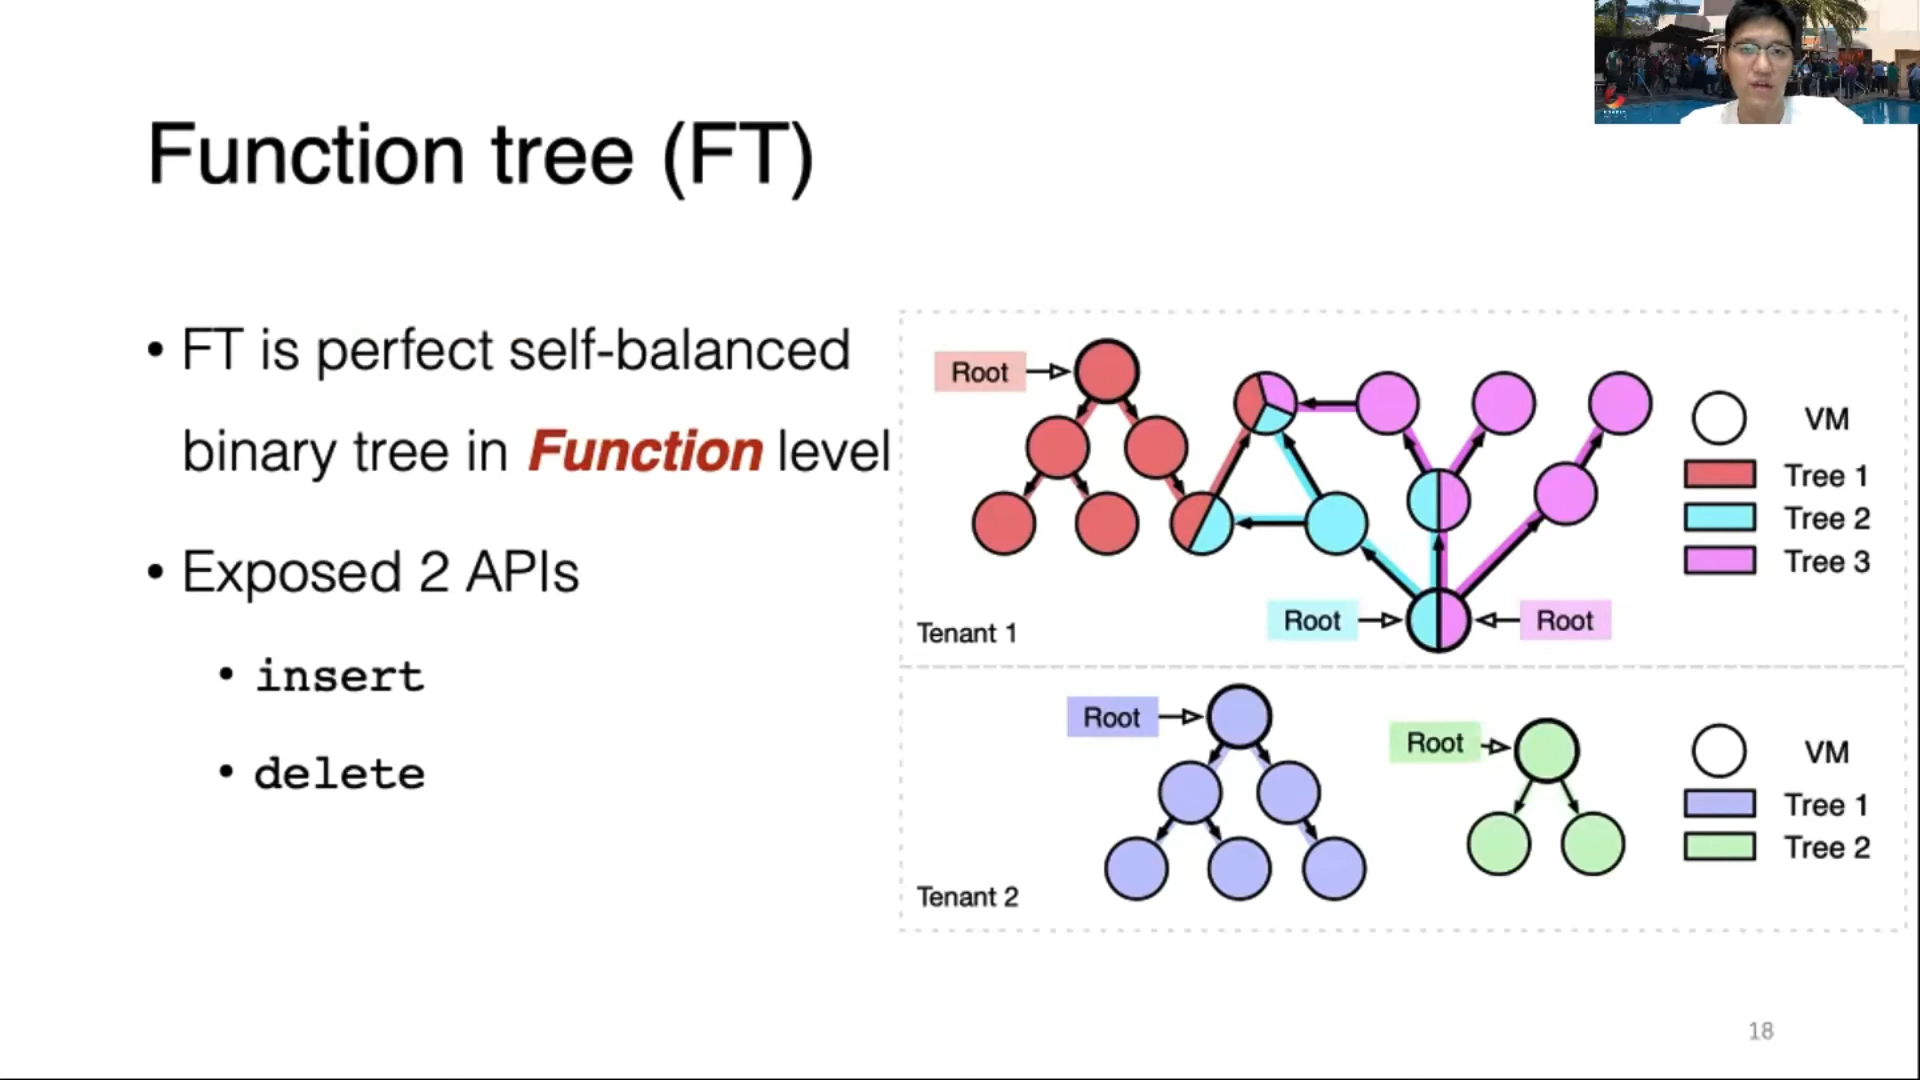 Function tree (FT)
• FT is perfect self-balanced
binary tree in Function level
• Exposed 2 APIs
• insert
• delete
Root
Root
Root
Tenant 1
VM
Tree 1
Tree 2
Tree 3
Root
Root
Tenant 2
VM
Tree 1
Tree 2
18